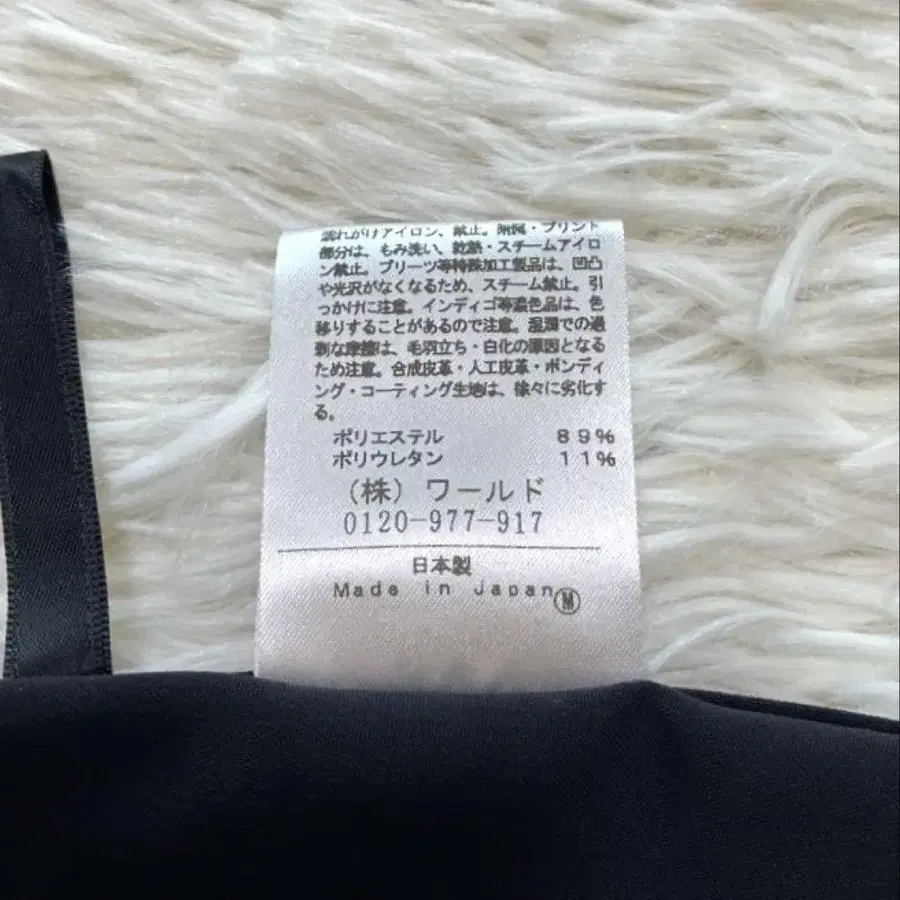 濡れがけアイロン、禁止。刺繍・プリント
部分は、もみ洗い、乾熱・スチームアイロ
ン禁止。プリーツ等特殊加工製品は、凹凸
や光沢がなくなるため、スチーム禁止。引
っかけに注意。インディゴ等濃色品は、色
移りすることがあるので注意。湿潤での過
剰な摩擦は、毛羽立ち・白化の原因となる
ため注意。合成皮革・人工皮革・ボンディ
ング・コーティング生地は、徐々に劣化す
る。
ポリエステル 89%
ポリウレタン 11%
(株)ワールド
0120-977-917
日本製
Made in Japan Ⓜ